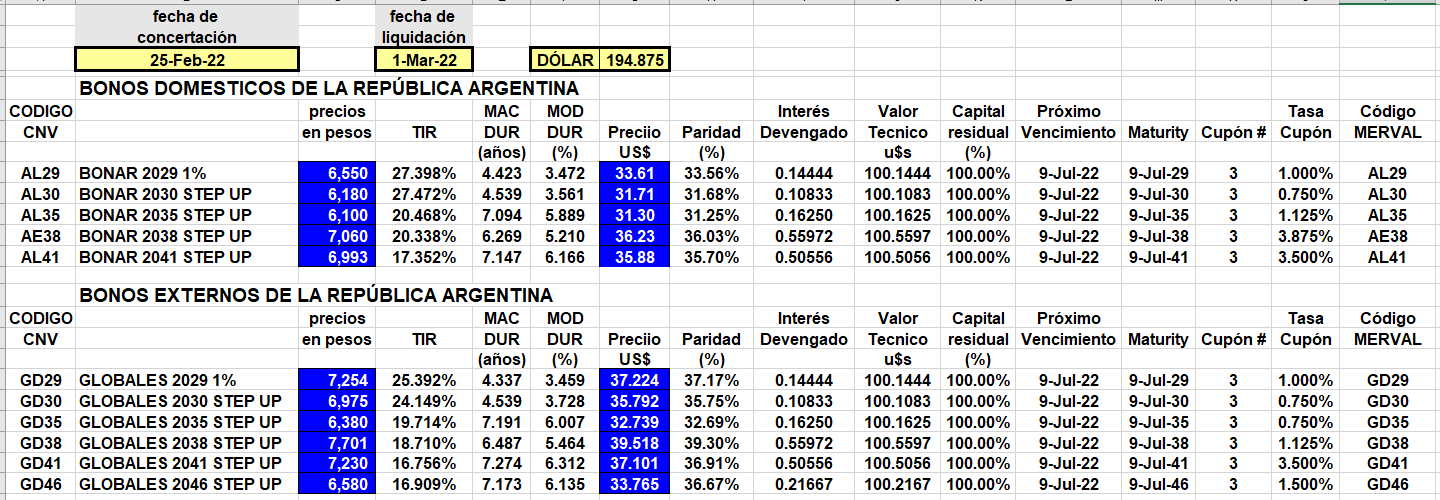 fecha de fecha de
concertación liquidación
25-Feb-22 1-Mar-22 DÓLAR 194.875
BONOS DOMESTICOS DE LA REPÚBLICA ARGENTINA
CODIGO precios MAC MOD Interés Valor Capital Próximo Tasa Código
CNV en pesos TIR DUR DUR Preciio Paridad Devengado Tecnico residual Vencimiento Maturity Cupón # Cupón MERVAL
(años) (%) US$ (%) u$s (%)
AL29 BONAR 2029 1% 6,550 27.398% 4.423 3.472 33.61 33.56% 0.14444 100.1444 100.00% 9-Jul-22 9-Jul-29 3 1.000% AL29
AL30 BONAR 2030 STEP UP 6,180 27.472% 4.539 3.561 31.71 31.68% 0.10833 100.1083 100.00% 9-Jul-22 9-Jul-30 3 0.750% AL30
AL35 BONAR 2035 STEP UP 6,100 20.468% 7.094 5.889 31.30 31.25% 0.16250 100.1625 100.00% 9-Jul-22 9-Jul-35 3 1.125% AL35
AE38 BONAR 2038 STEP UP 7,060 20.338% 6.269 5.210 36.23 36.03% 0.55972 100.5597 100.00% 9-Jul-22 9-Jul-38 3 3.875% AE38
AL41 BONAR 2041 STEP UP 6,993 17.352% 7.147 6.166 35.88 35.70% 0.50556 100.5056 100.00% 9-Jul-22 9-Jul-41 3 3.500% AL41
BONOS EXTERNOS DE LA REPÚBLICA ARGENTINA
CODIGO precios MAC MOD Interés Valor Capital Próximo Tasa Código
CNV en pesos TIR DUR DUR Preciio Paridad Devengado Tecnico residual Vencimiento Maturity Cupón # Cupón MERVAL
(años) (%) US$ (%) u$s (%)
GD29 GLOBALES 2029 1% 7,254 25.392% 4.337 3.459 37.224 37.17% 0.14444 100.1444 100.00% 9-Jul-22 9-Jul-29 3 1.000% GD29
GD30 GLOBALES 2030 STEP UP 6,975 24.149% 4.539 3.728 35.792 35.75% 0.10833 100.1083 100.00% 9-Jul-22 9-Jul-30 3 0.750% GD30
GD35 GLOBALES 2035 STEP UP 6,380 19.714% 7.191 6.007 32.739 32.69% 0.16250 100.1625 100.00% 9-Jul-22 9-Jul-35 3 0.750% GD35
GD38 GLOBALES 2038 STEP UP 7,701 18.710% 6.487 5.464 39.518 39.30% 0.55972 100.5597 100.00% 9-Jul-22 9-Jul-38 3 1.125% GD38
GD41 GLOBALES 2041 STEP UP 7,230 16.756% 7.274 6.312 37.101 36.91% 0.50556 100.5056 100.00% 9-Jul-22 9-Jul-41 3 3.500% GD41
GD46 GLOBALES 2046 STEP UP 6,580 16.909% 7.173 6.135 33.765 36.67% 0.21667 100.2167 100.00% 9-Jul-22 9-Jul-46 3 1.500% GD46